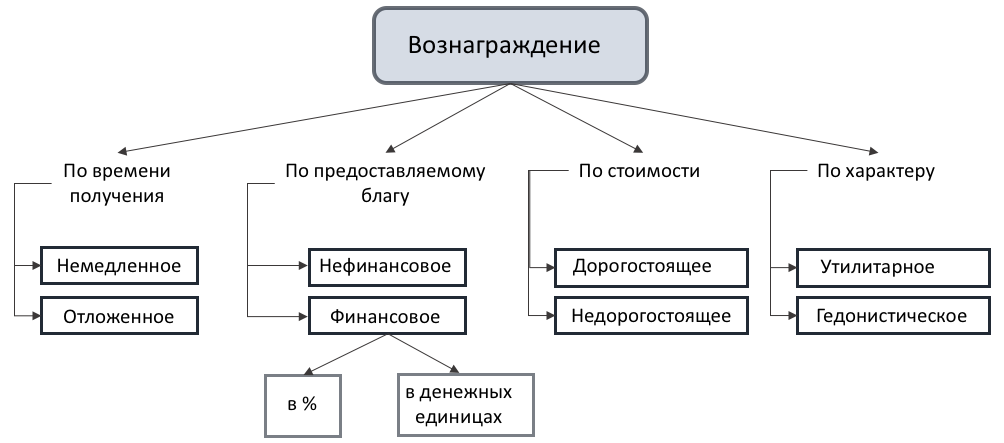 Вознаграждение
По времени
получения
По предоставляемому
благу
По стоимости
По характеру
Немедленное
Отложенное
Нефинансовое
Финансовое
Дорогостоящее
Недорогостоящее
Утилитарное
Гедонистическое
в %
в денежных
единицах